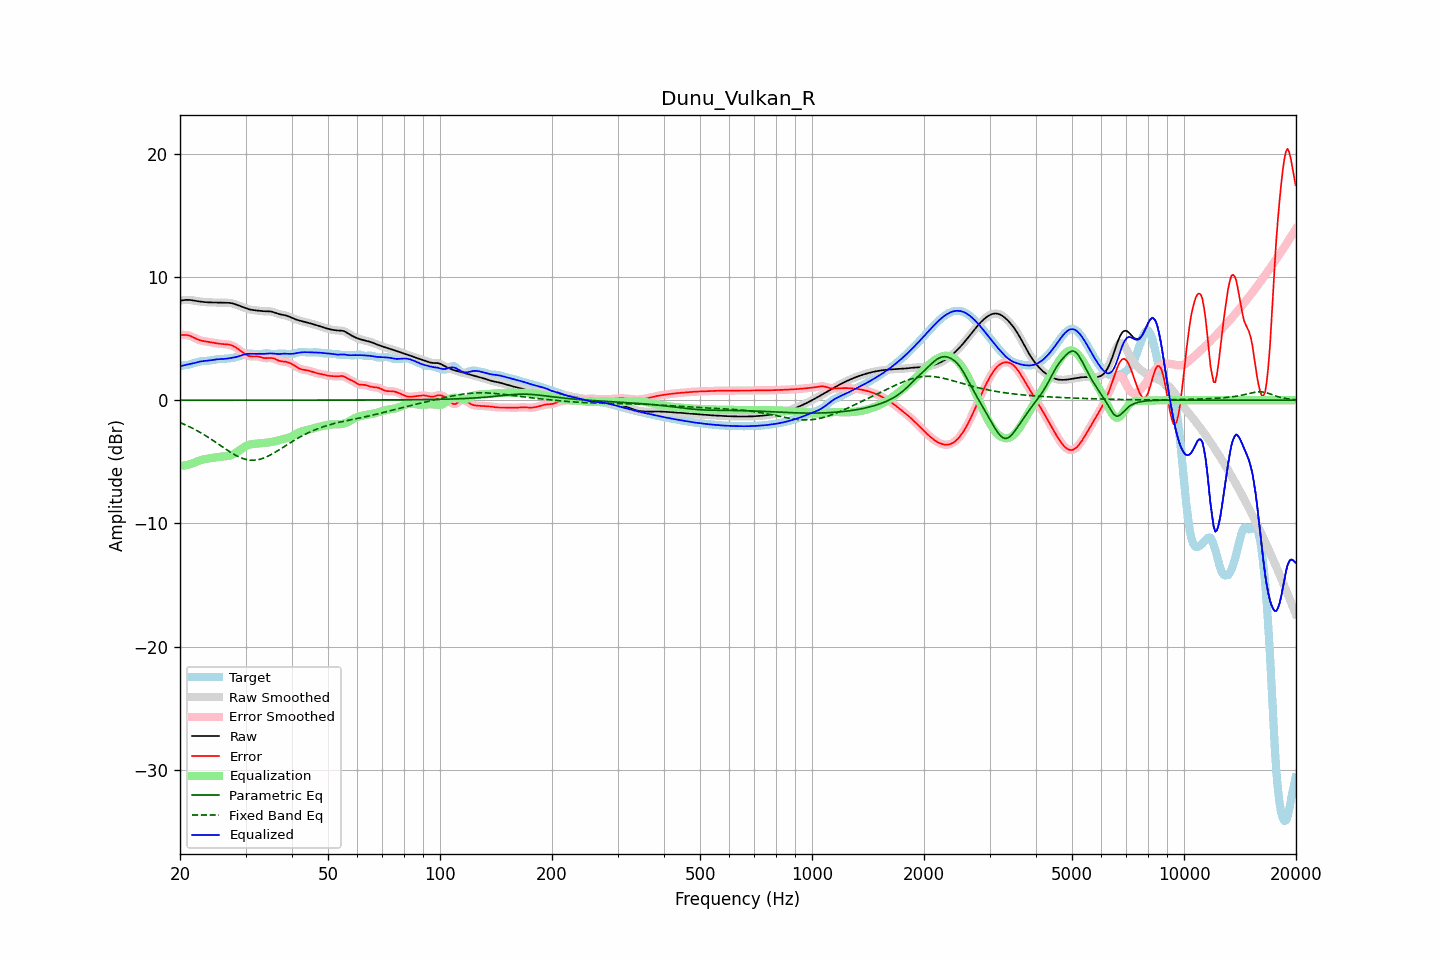 Dunu_Vulkan_R
20
10
0
−10
−20
−30
Amplitude (dBr)
Target
Raw Smoothed
Error Smoothed
Raw
Error
Equalization
Parametric Eq
Fixed Band Eq
Equalized
20 50 100 200 500 1000 2000 5000 10000 20000
Frequency (Hz)